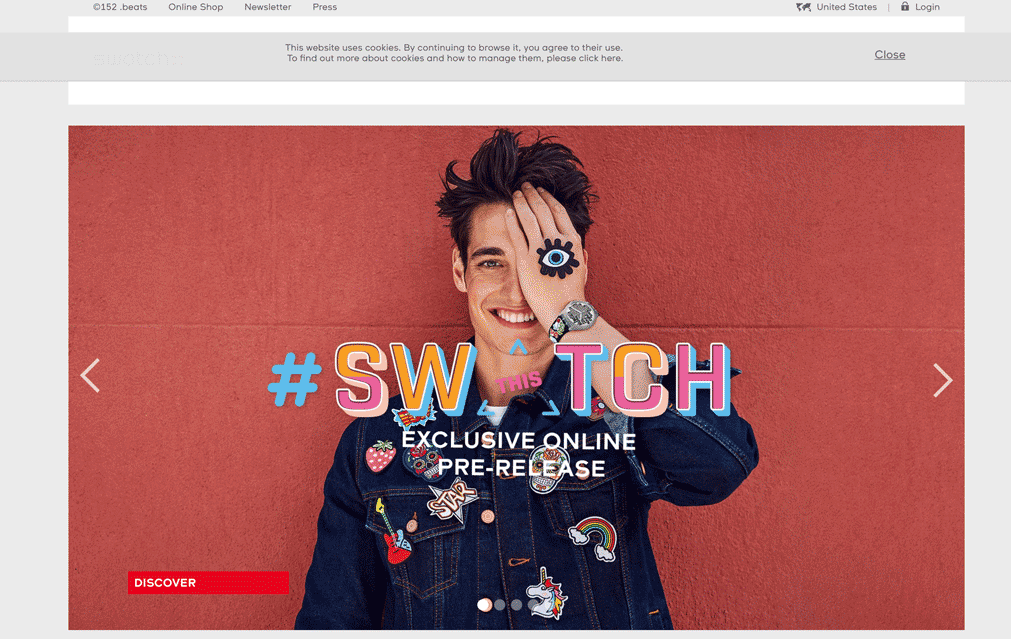 ©152 .beats
Online Shop
Newsletter
Press
United States
Login
swatch
This website uses cookies. By continuing to browse it, you agree to their use.
To find out more about cookies and how to manage them, please click here.
Close
#SWATCH
THIS
EXCLUSIVE ONLINE
PRE-RELEASE
STAR
DISCOVER